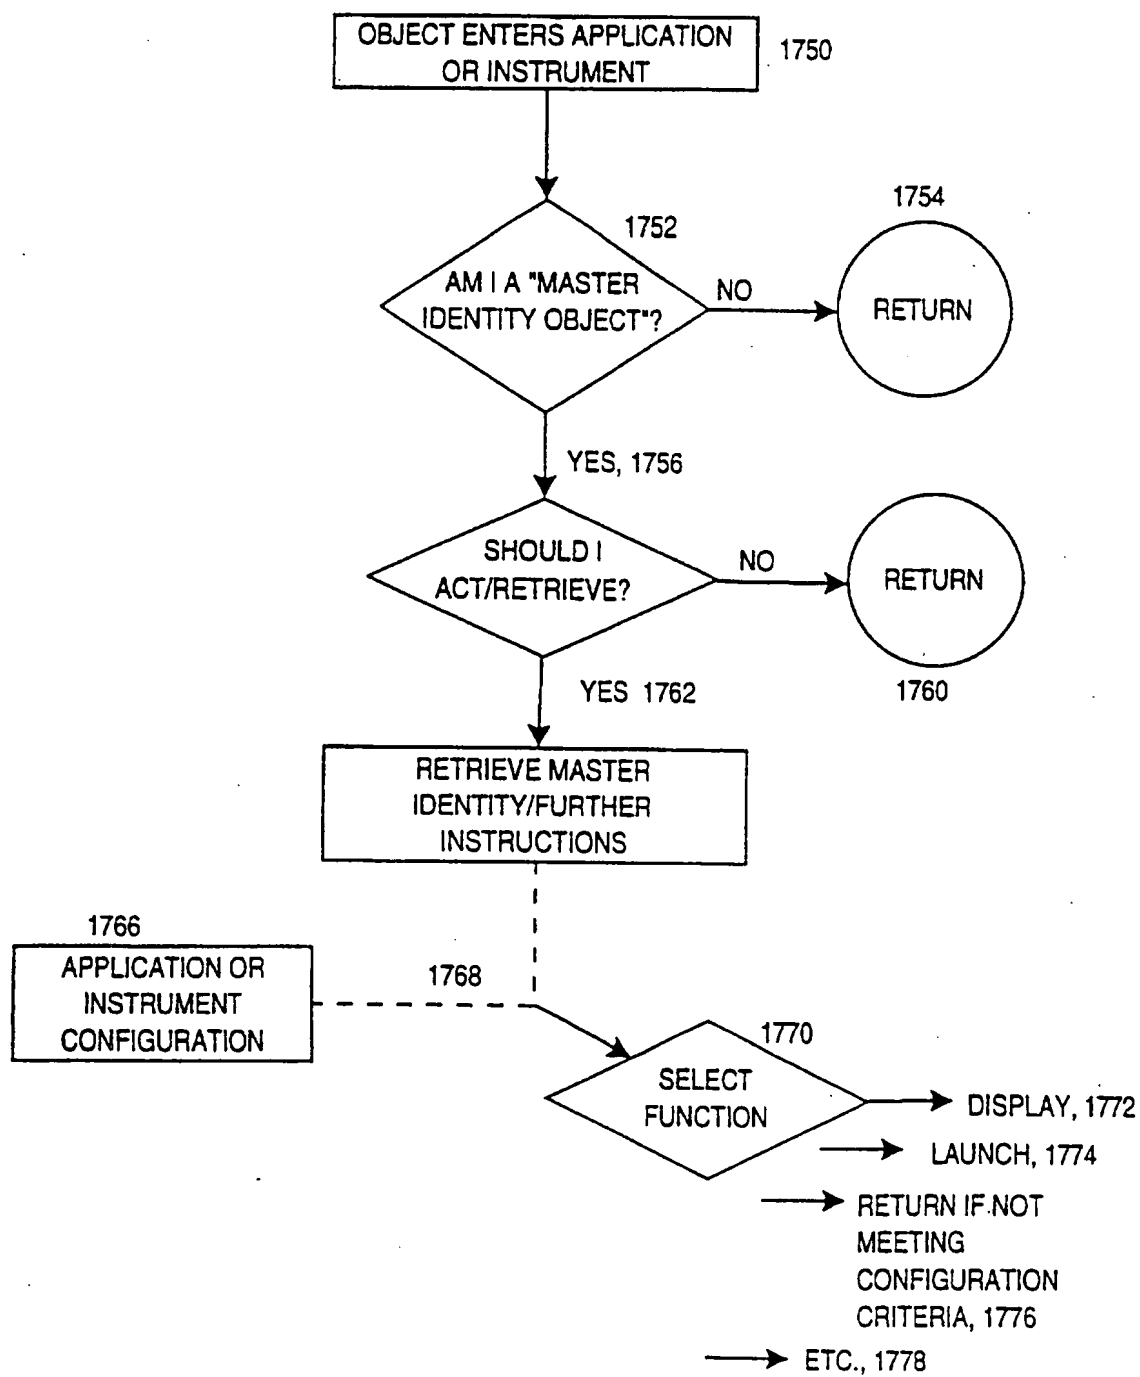 OBJECT ENTERS APPLICATION
OR INSTRUMENT
1750
1754
1752
AM I A "MASTER
IDENTITY OBJECT"?
NO
RETURN
YES, 1756
SHOULD I
ACT/RETRIEVE?
NO
RETURN
1760
YES 1762
RETRIEVE MASTER
IDENTITY/FURTHER
INSTRUCTIONS
1766
APPLICATION OR
INSTRUMENT
CONFIGURATION
1768
1770
SELECT
FUNCTION
DISPLAY, 1772
LAUNCH, 1774
RETURN IF NOT
MEETING
CONFIGURATION
CRITERIA, 1776
ETC., 1778